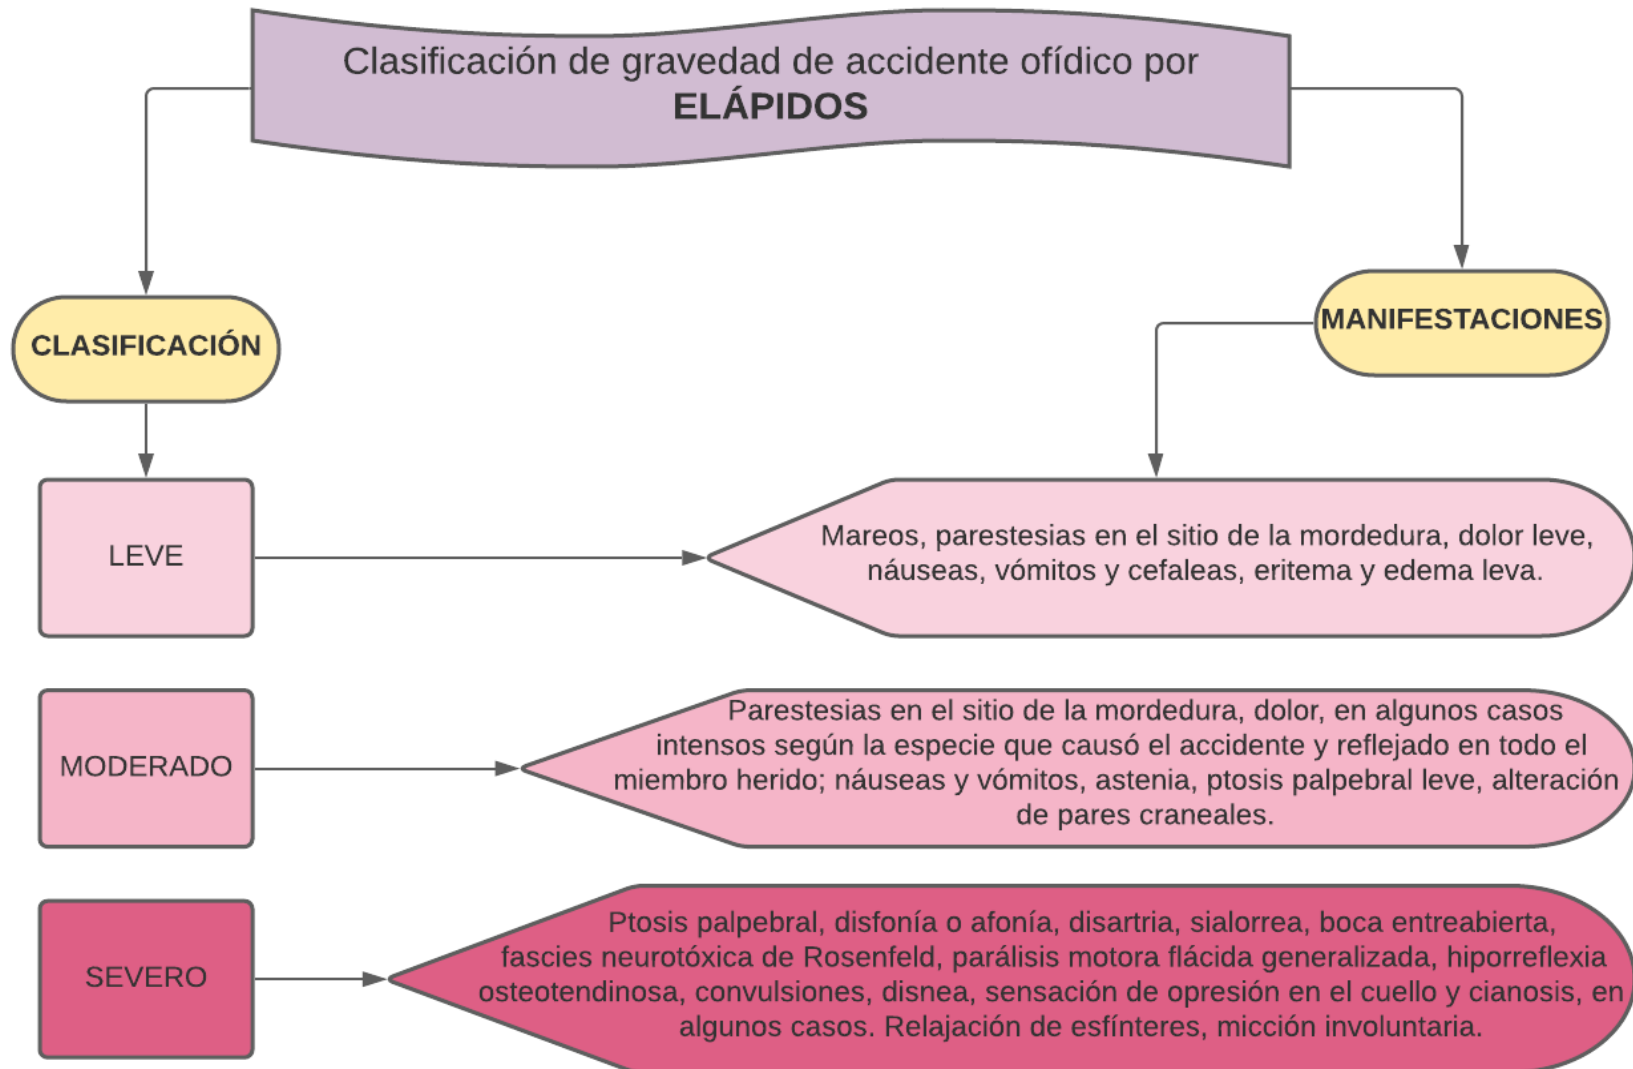 Clasificación de gravedad de accidente ofídico por
ELÁPIDOS
CLASIFICACIÓN
MANIFESTACIONES
LEVE
Mareos, parestesias en el sitio de la mordedura, dolor leve,
náuseas, vómitos y cefaleas, eritema y edema leva.
MODERADO
Parestesias en el sitio de la mordedura, dolor, en algunos casos
intensos según la especie que causó el accidente y reflejado en todo el
miembro herido; náuseas y vómitos, astenia, ptosis palpebral leve, alteración
de pares craneales.
SEVERO
Ptosis palpebral, disfonía o afonía, disartria, sialorrea, boca entreabierta,
fascies neurotóxica de Rosenfeld, parálisis motora flácida generalizada, hiporreflexia
osteotendinosa, convulsiones, disnea, sensación de opresión en el cuello y cianosis, en
algunos casos. Relajación de esfínteres, micción involuntaria.